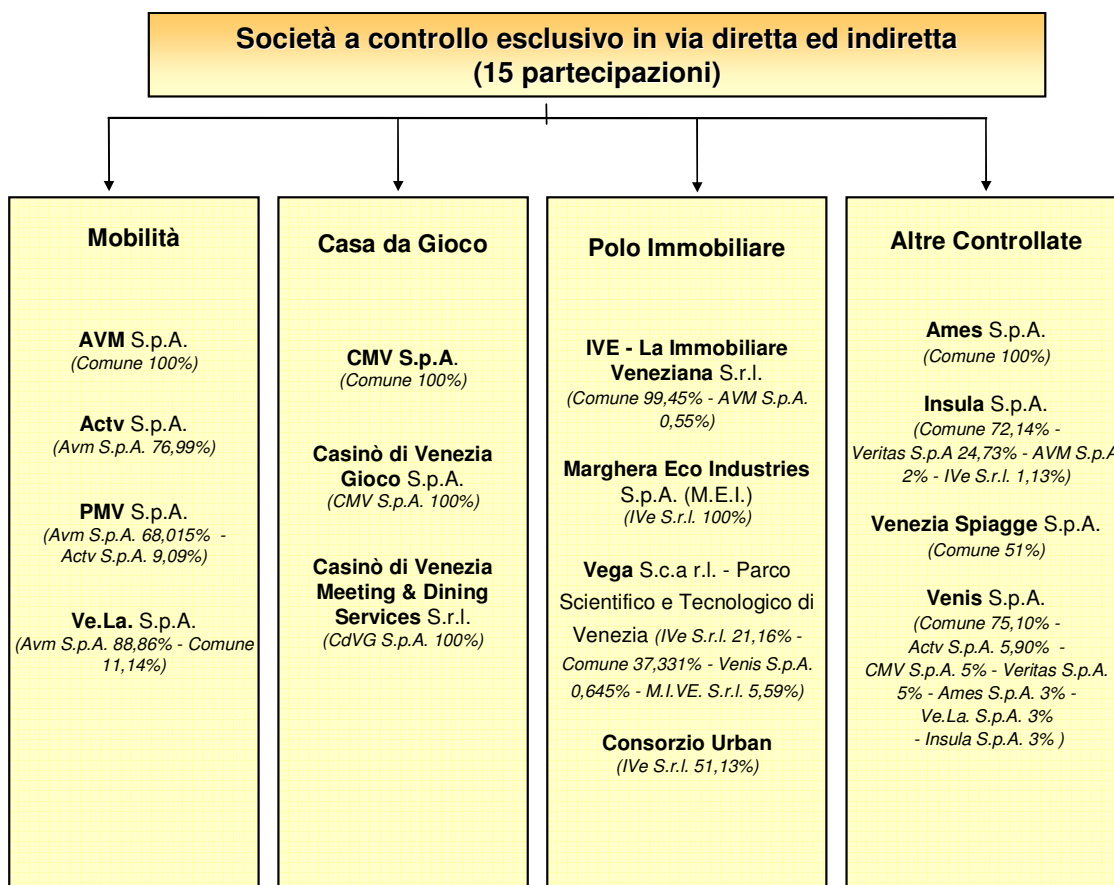 Società a controllo esclusivo in via diretta ed indiretta
(15 partecipazioni)
Mobilità
AVM S.p.A.
(Comune 100%)
Actv S.p.A.
(Avm S.p.A. 76,99%)
PMV S.p.A.
(Avm S.p.A. 68,015% -
Actv S.p.A. 9,09%)
Ve.La. S.p.A.
(Avm S.p.A. 88,86% - Comune
11,14%)
Casa da Gioco
CMV S.p.A.
(Comune 100%)
Casinò di Venezia
Gioco S.p.A.
(CMV S.p.A. 100%)
Casinò di Venezia
Meeting & Dining
Services S.r.l.
(CdVG S.p.A. 100%)
Polo Immobiliare
IVE - La Immobiliare
Veneziana S.r.l.
(Comune 99,45% - AVM S.p.A.
0,55%)
Marghera Eco Industries
S.p.A. (M.E.I.)
(IVe S.r.l. 100%)
Vega S.c.a r.l. - Parco
Scientifico e Tecnologico di
Venezia (IVe S.r.l. 21,16% -
Comune 37,331% - Venis S.p.A.
0,645% - M.I.VE. S.r.l. 5,59%)
Consorzio Urban
(IVe S.r.l. 51,13%)
Altre Controllate
Ames S.p.A.
(Comune 100%)
Insula S.p.A.
(Comune 72,14% -
Veritas S.p.A 24,73% - AVM S.p.A
2% - IVe S.r.l. 1,13%)
Venezia Spiagge S.p.A.
(Comune 51%)
Venis S.p.A.
(Comune 75,10% -
Actv S.p.A. 5,90% -
CMV S.p.A. 5% - Veritas S.p.A.
5% - Ames S.p.A. 3% -
Ve.La. S.p.A. 3%
- Insula S.p.A. 3% )